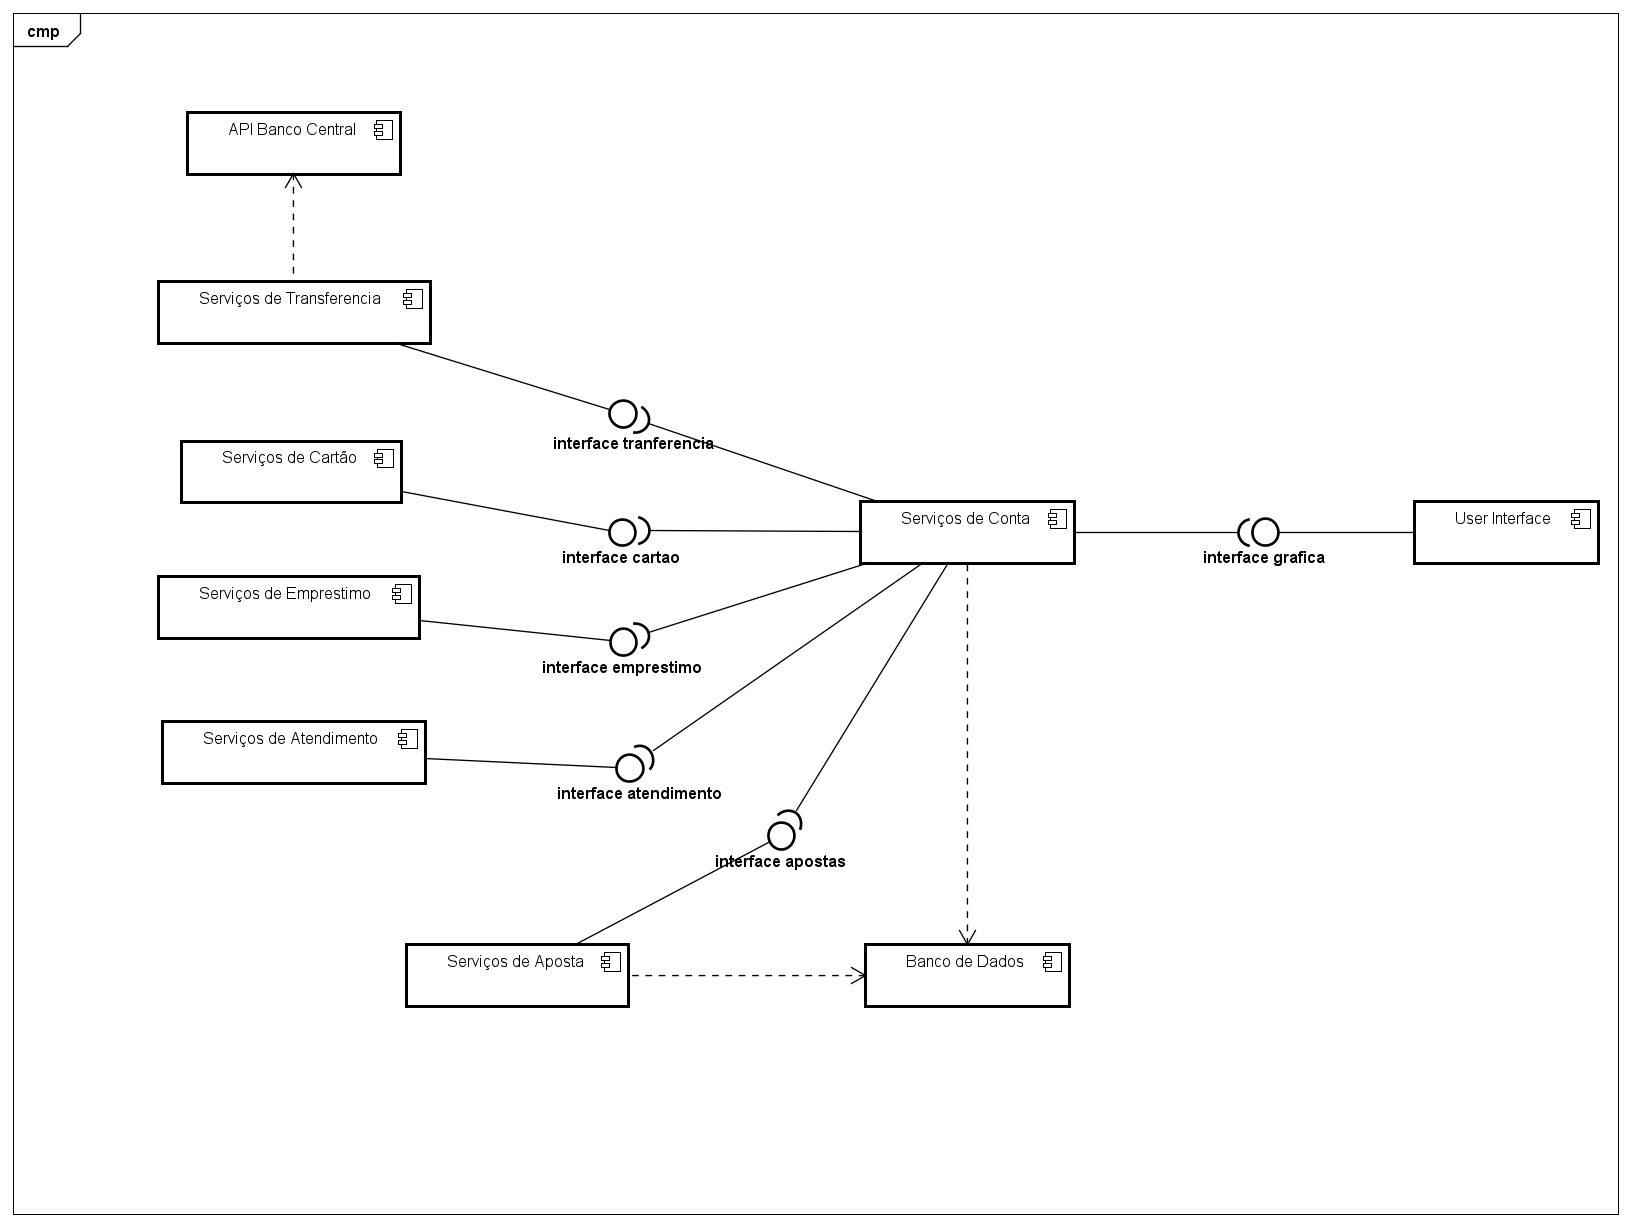 cmp
API Banco Central
Serviços de Transferencia
interface tranferencia
Serviços de Cartão
Serviços de Conta
User Interface
interface cartao
interface grafica
Serviços de Emprestimo
interface emprestimo
Serviços de Atendimento
interface atendimento
interface apostas
Serviços de Aposta
Banco de Dados